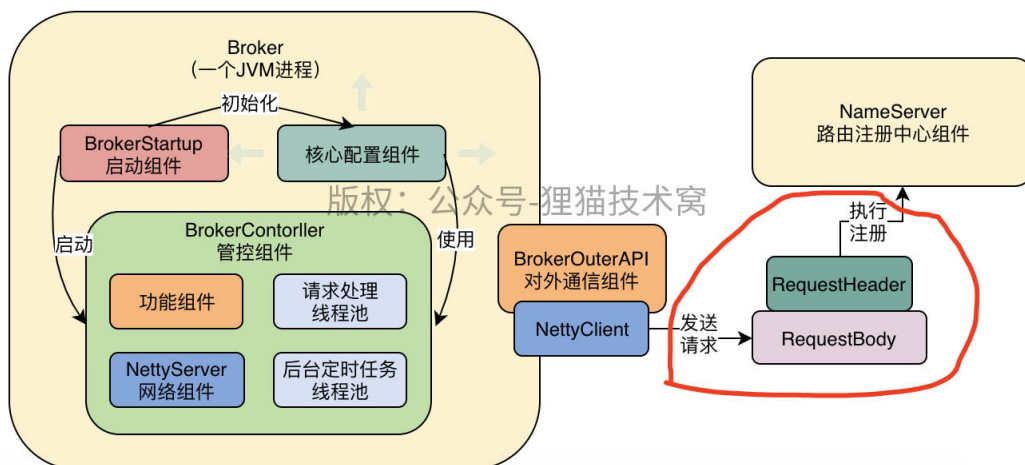 Broker
（一个JVM进程）
初始化
BrokerStartup
启动组件
核心配置组件
NameServer
路由注册中心组件
版权：公众号-狸猫技术窝
启动
BrokerContorller
管控组件
使用
功能组件
请求处理
线程池
NettyServer
网络组件
后台定时任务
线程池
BrokerOuterAPI
对外通信组件
NettyClient
发送
请求
执行
注册
RequestHeader
RequestBody